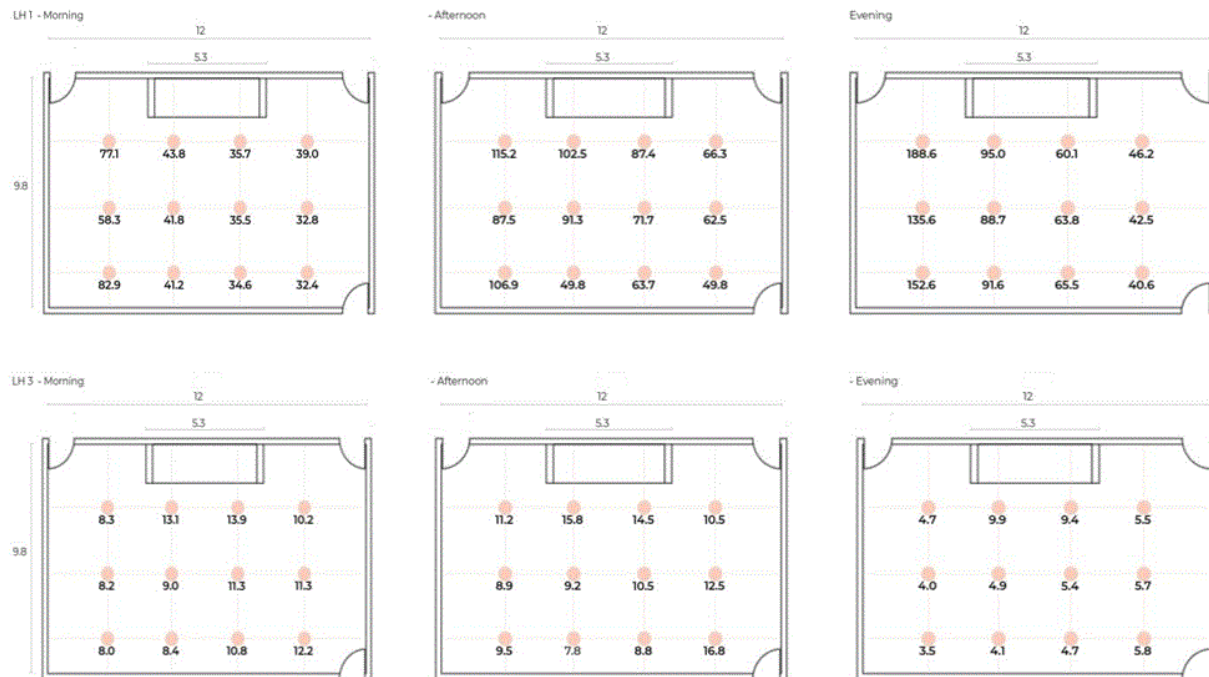 LH 1 - Morning
- Afternoon
Evening
12
12
12
5.3
5.3
5.3
9.8
77.1 43.8 35.7 39.0
115.2 102.5 87.4 66.3
188.6 95.0 60.1 46.2
58.3 41.8 35.5 32.8
87.5 91.3 71.7 62.5
135.6 88.7 63.8 42.5
82.9 41.2 34.6 32.4
106.9 49.8 63.7 49.8
152.6 91.6 65.5 40.6
LH 3 - Morning
- Afternoon
- Evening
12
12
12
5.3
5.3
5.3
9.8
8.3 13.1 13.9 10.2
11.2 15.8 14.5 10.5
4.7 9.9 9.4 5.5
8.2 9.0 11.3 11.3
8.9 9.2 10.5 12.5
4.0 4.9 5.4 5.7
8.0 8.4 10.8 12.2
9.5 7.8 8.8 16.8
3.5 4.1 4.7 5.8